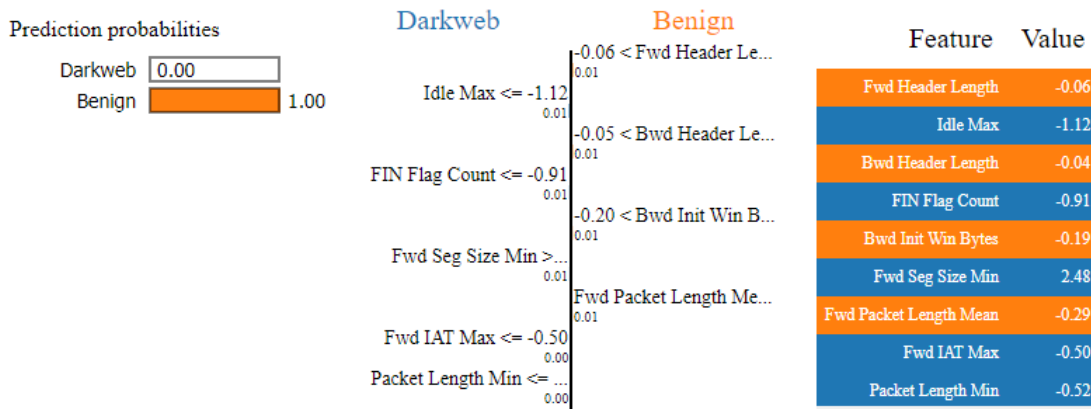 Prediction probabilities
Darkweb 0.00
Benign 1.00
Darkweb Benign
-0.06 < Fwd Header Le...
0.01
Idle Max <= -1.12
0.01
-0.05 < Bwd Header Le...
0.01
FIN Flag Count <= -0.91
0.01
-0.20 < Bwd Init Win B...
0.01
Fwd Seg Size Min >...
0.01
Fwd Packet Length Me...
0.01
Fwd IAT Max <= -0.50
0.00
Packet Length Min <= ...
0.00
Feature Value
Fwd Header Length -0.06
Idle Max -1.12
Bwd Header Length -0.04
FIN Flag Count -0.91
Bwd Init Win Bytes -0.19
Fwd Seg Size Min 2.48
Fwd Packet Length Mean -0.29
Fwd IAT Max -0.50
Packet Length Min -0.52